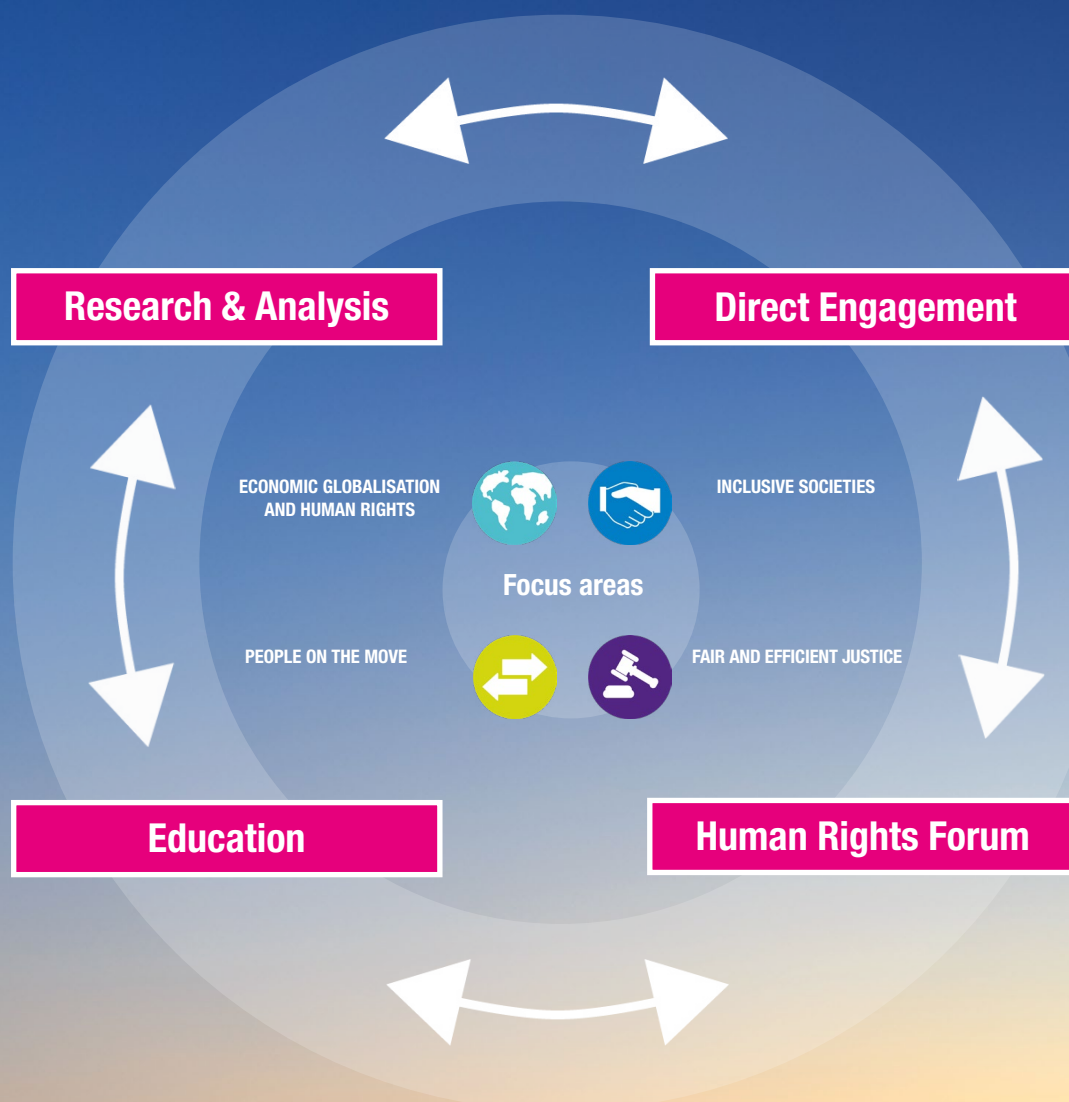 Research & Analysis
Direct Engagement
ECONOMIC GLOBALISATION
AND HUMAN RIGHTS
INCLUSIVE SOCIETIES
Focus areas
PEOPLE ON THE MOVE
FAIR AND EFFICIENT JUSTICE
Education
Human Rights Forum